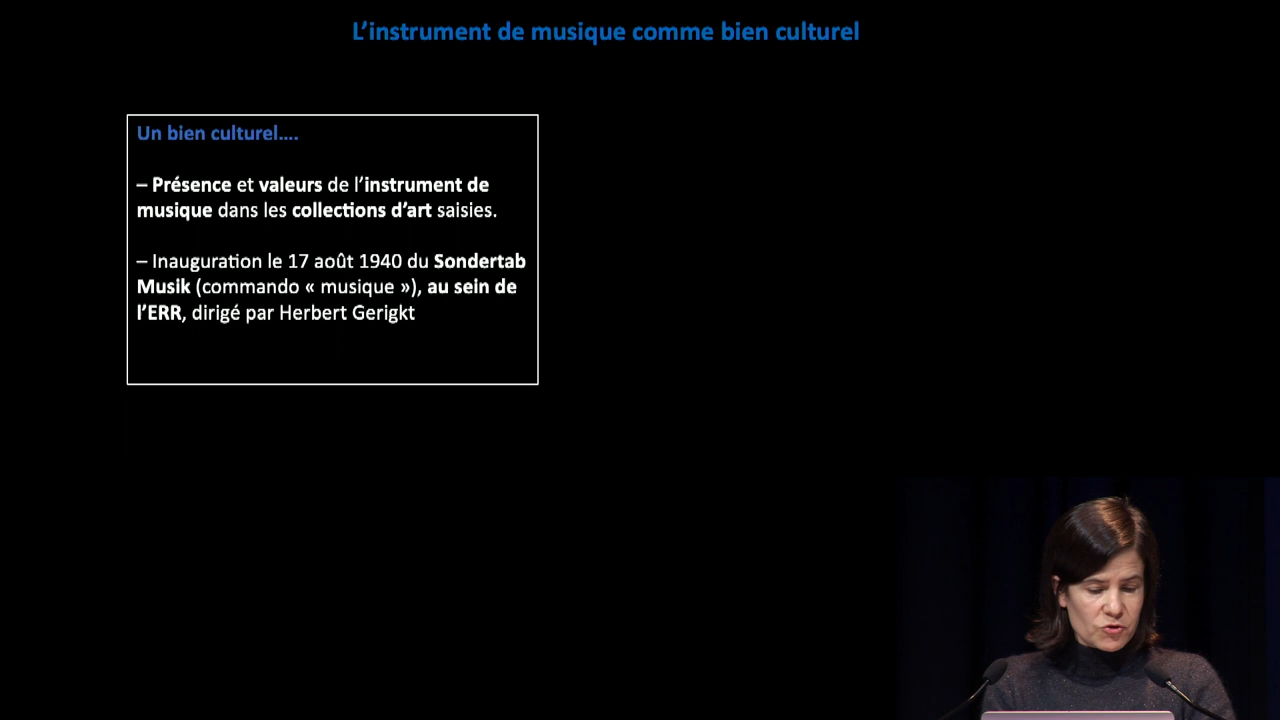 L’instrument de musique comme bien culturel
Un bien culturel….
– Présence et valeurs de l’instrument de
musique dans les collections d’art saisies.
– Inauguration le 17 août 1940 du Sondertab
Musik (commando « musique »), au sein de
l’ERR, dirigé par Herbert Gerigkt